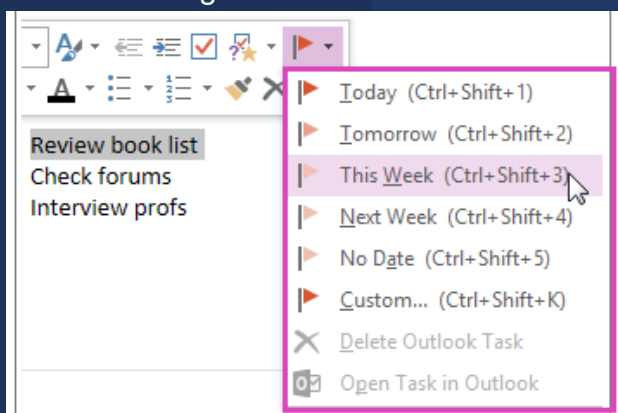 Review book list
Check forums
Interview profs
Today (Ctrl+Shift+1)
Tomorrow (Ctrl+Shift+2)
This Week (Ctrl+Shift+3)
Next Week (Ctrl+Shift+4)
No Date (Ctrl+Shift+5)
Custom... (Ctrl+Shift+K)
Delete Outlook Task
Open Task in Outlook